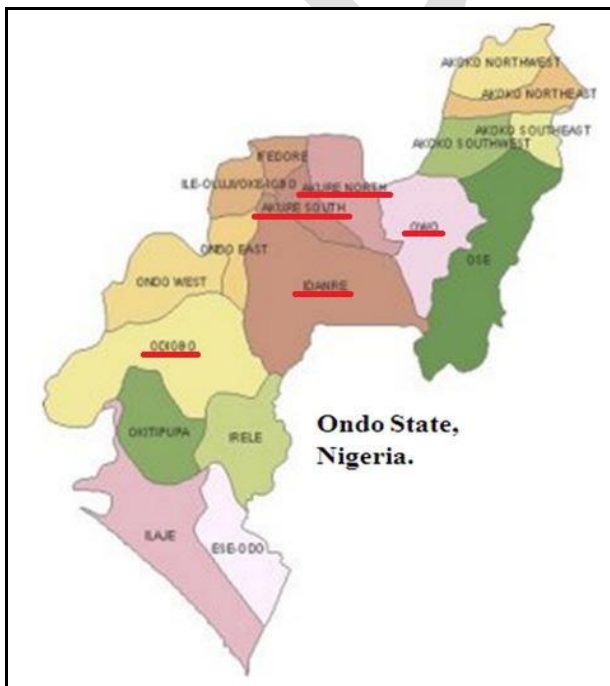 AKOKO NORTHWEST
AKOKO NORTHEAST
AKOKO SOUTHEAST
AKOKO SOUTHWEST
IFEDORE
ILE-OLUJI/OKE-IGBO
AKURE NORTH
AKURE SOUTH
OWO
ONDO EAST
OSE
ONDO WEST
IDANRE
ODIGBO
Ondo State,
Nigeria.
OKITIPUPA
IRELE
ILAJE
ESE-ODO